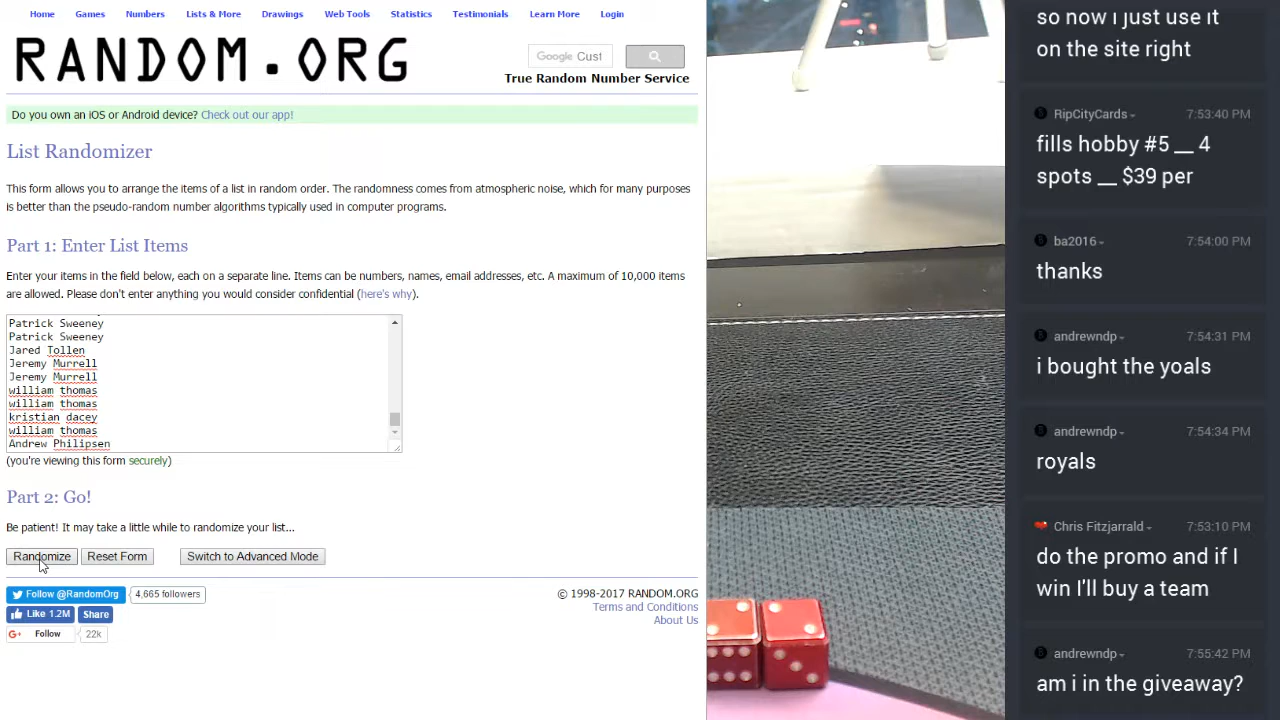 Home Games Numbers Lists & More Drawings Web Tools Statistics Testimonials Learn More Login
RANDOM.ORG
Google Cust
True Random Number Service
Do you own an iOS or Android device? Check out our app!
List Randomizer
This form allows you to arrange the items of a list in random order. The randomness comes from atmospheric noise, which for many purposes
is better than the pseudo-random number algorithms typically used in computer programs.
Part 1: Enter List Items
Enter your items in the field below, each on a separate line. Items can be numbers, names, email addresses, etc. A maximum of 10,000 items
are allowed. Please don't enter anything you would consider confidential (here's why).
Patrick Sweeney
Patrick Sweeney
Jared Tollen
Jeremy Murrell
Jeremy Murrell
william thomas
william thomas
kristian dacey
william thomas
Andrew Philipsen
(you're viewing this form securely)
Part 2: Go!
Be patient! It may take a little while to randomize your list...
Randomize Reset Form Switch to Advanced Mode
Follow @RandomOrg 4,665 followers
Like 1.2M Share
G+ Follow 22k
© 1998-2017 RANDOM.ORG
Terms and Conditions
About Us
so now i just use it
on the site right
RipCityCards 7:53:40 PM
fills hobby #5 __ 4
spots __ $39 per
ba2016 7:54:00 PM
thanks
andrewndp 7:54:31 PM
i bought the yoals
andrewndp 7:54:34 PM
royals
Chris Fitzjarrald 7:53:10 PM
do the promo and if I
win I'll buy a team
andrewndp 7:55:42 PM
am i in the giveaway?